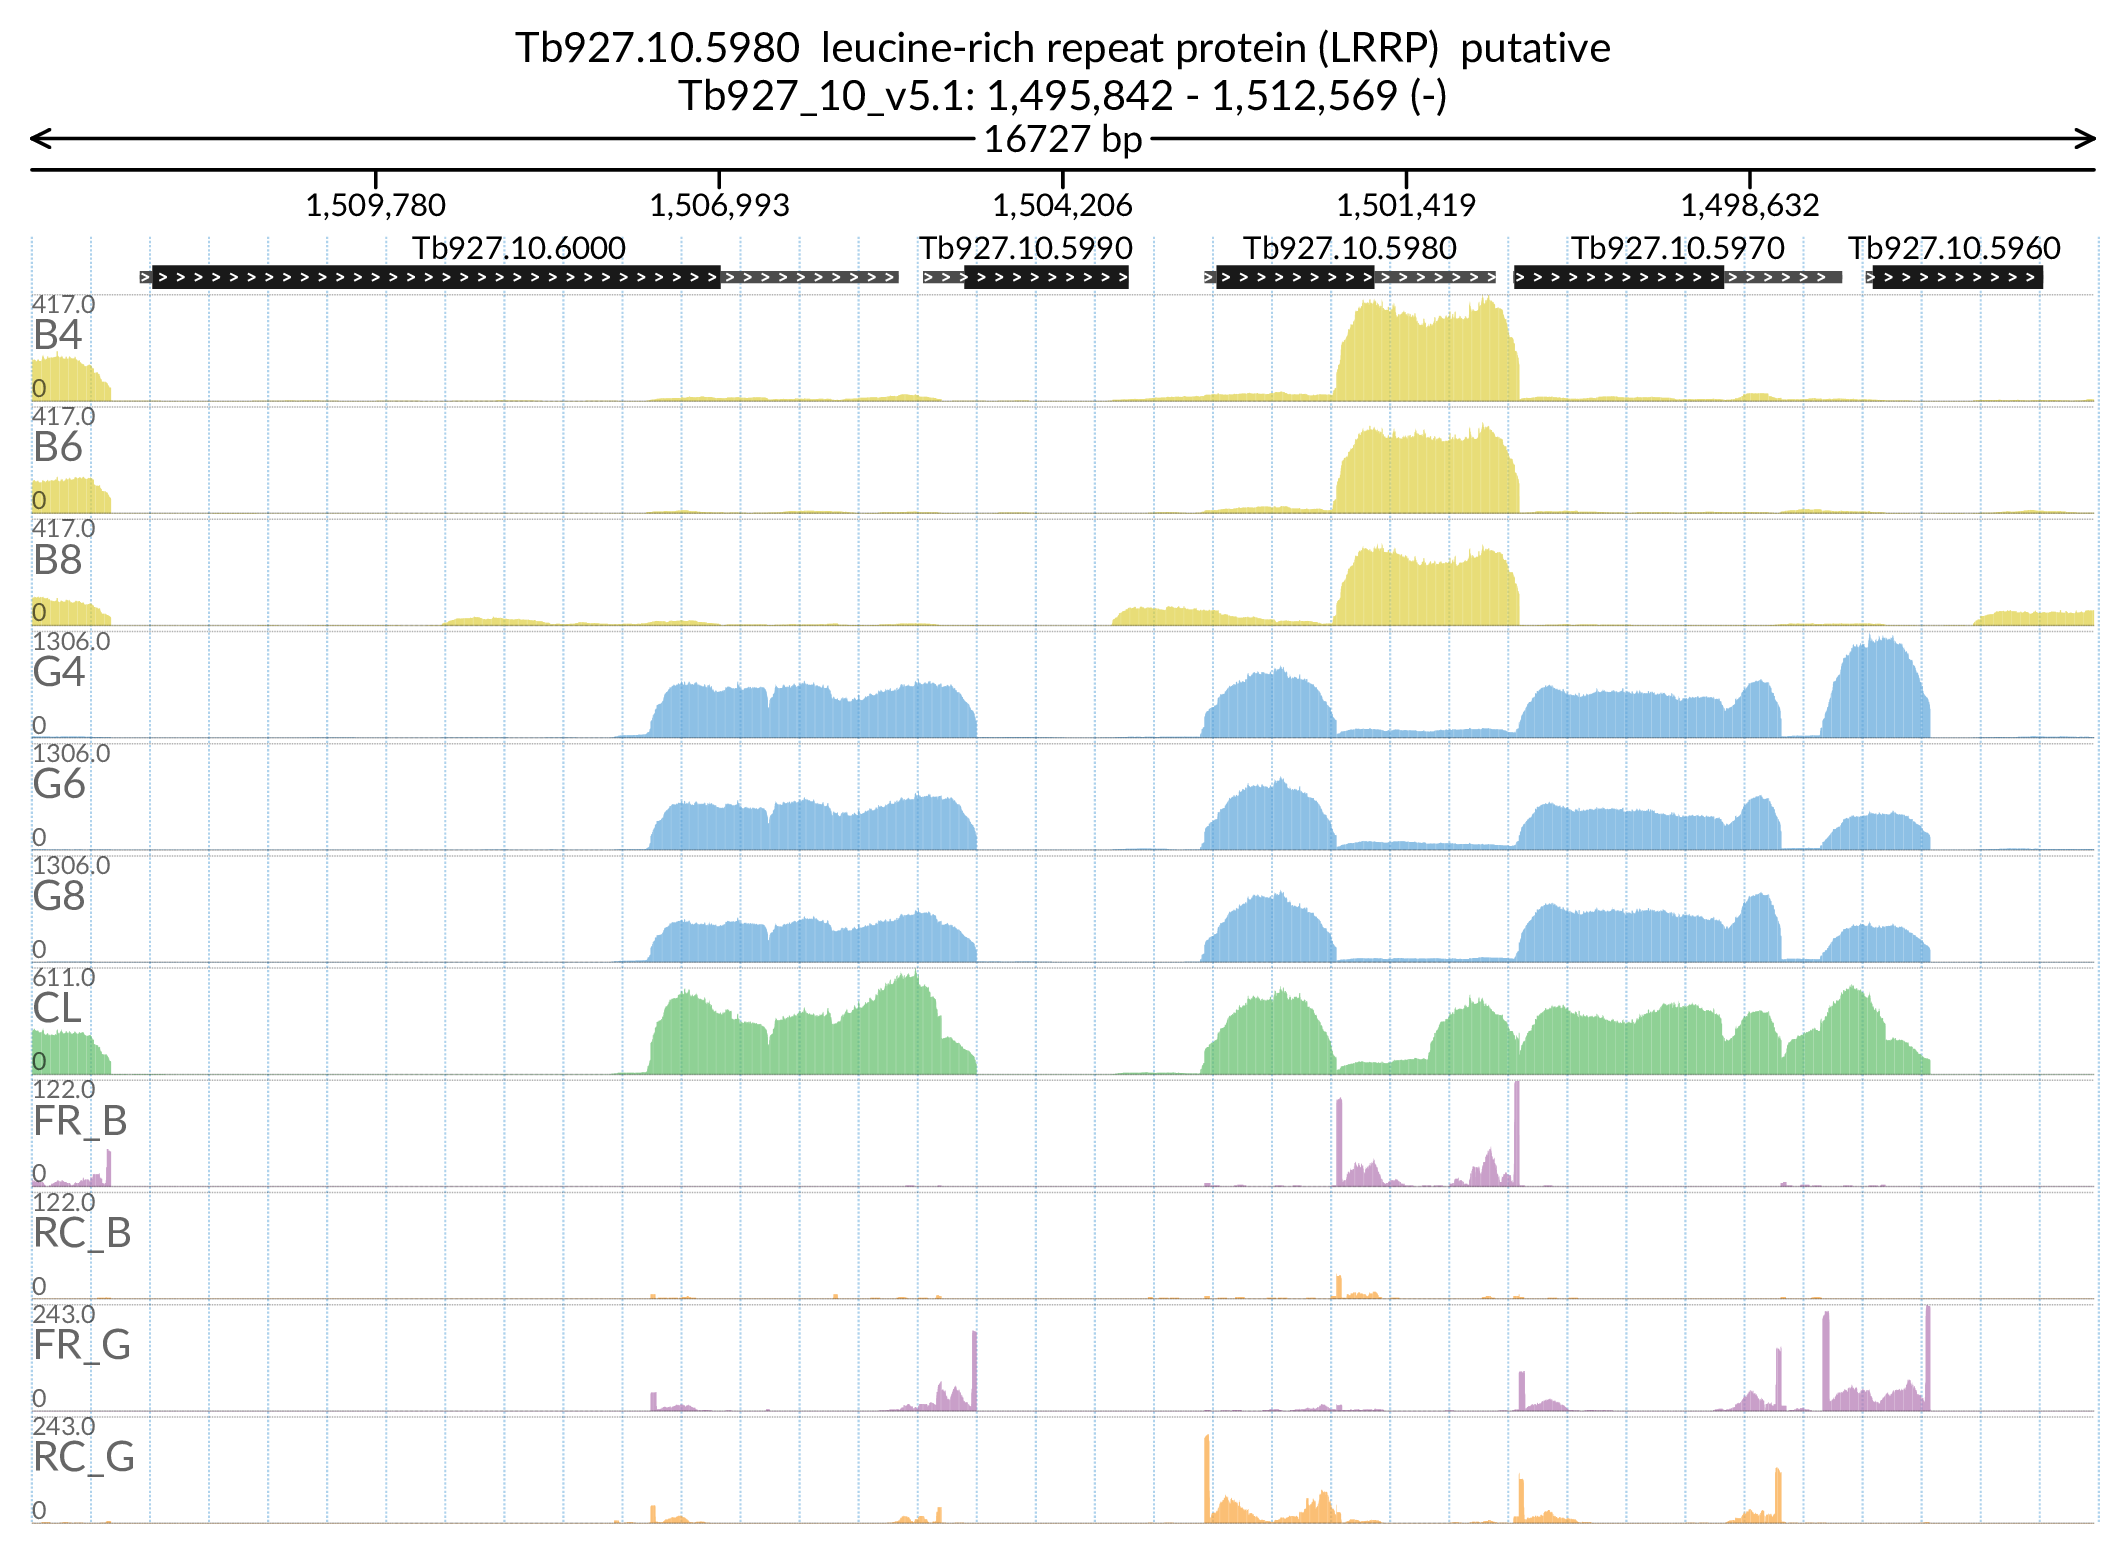 Tb927.10.5980 leucine-rich repeat protein (LRRP) putative
Tb927_10_v5.1: 1,495,842 - 1,512,569 (-)
16727 bp
1,509,780 1,506,993 1,504,206 1,501,419 1,498,632
Tb927.10.6000 Tb927.10.5990 Tb927.10.5980 Tb927.10.5970 Tb927.10.5960
417.0
B4
0
417.0
B6
0
417.0
B8
0
1306.0
G4
0
1306.0
G6
0
1306.0
G8
0
611.0
CL
0
122.0
FR_B
0
122.0
RC_B
0
243.0
FR_G
0
243.0
RC_G
0